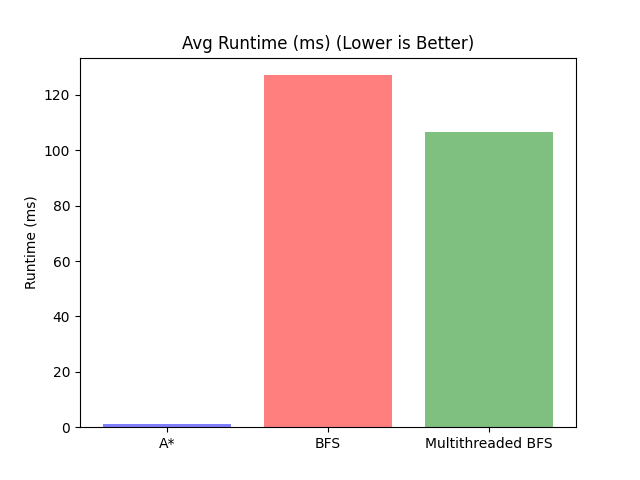 Avg Runtime (ms) (Lower is Better)
Runtime (ms)
120
100
80
60
40
20
0
A*
BFS
Multithreaded BFS